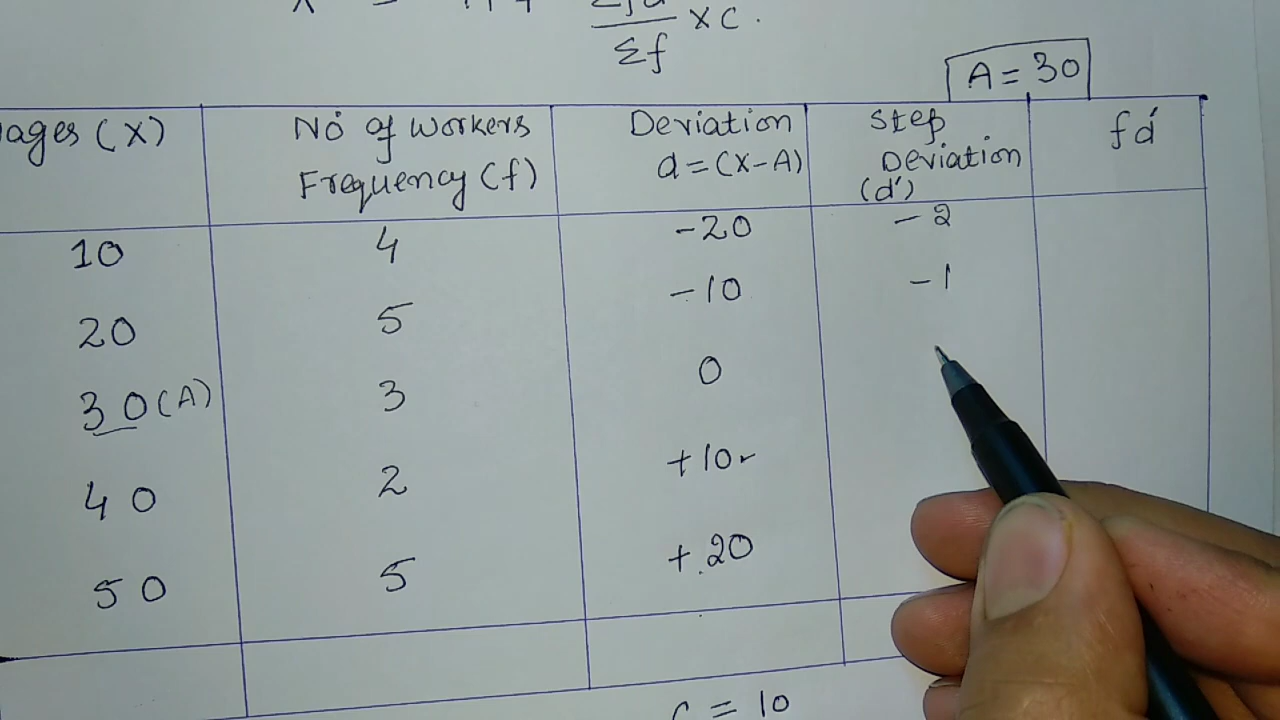 Σf × C.
A = 30
ages (X) No of Workers Frequency (f) Deviation d = (X-A) Step Deviation (d') fd'
10 4 -20 -2
20 5 -10 -1
30 (A) 3 0
40 2 +10
50 5 +20
C = 10